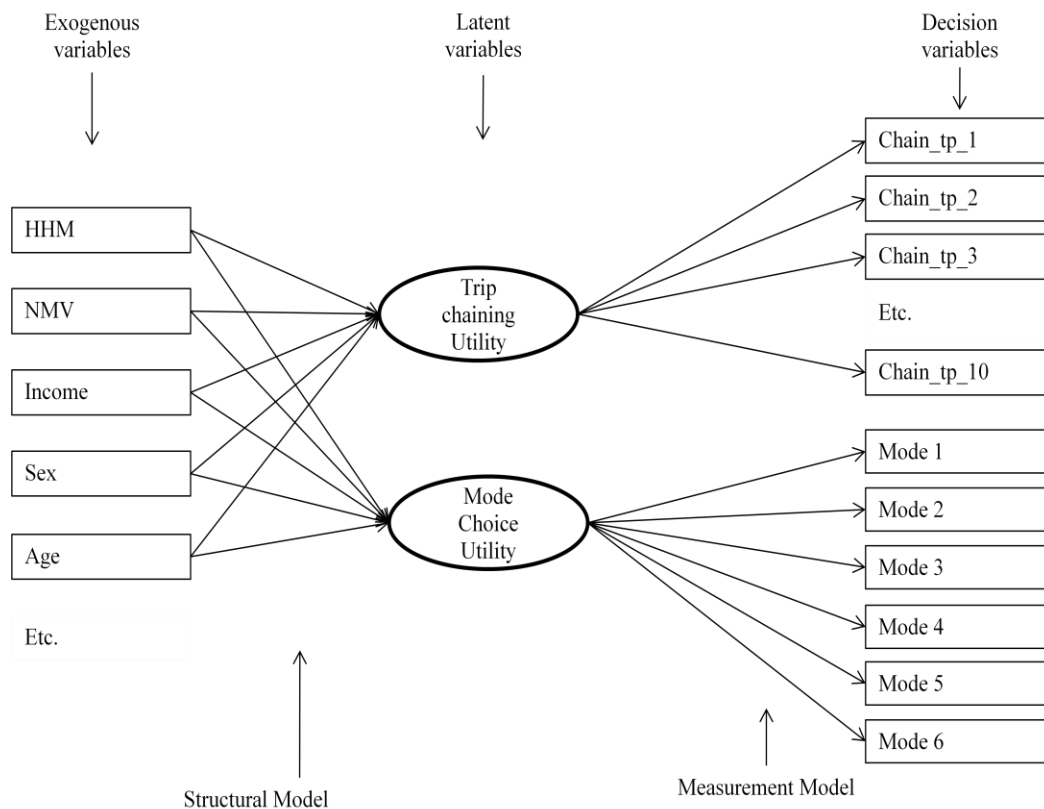 Exogenous
variables
Latent
variables
Decision
variables
HHM
NMV
Income
Sex
Age
Etc.
Trip
chaining
Utility
Mode
Choice
Utility
Chain_tp_1
Chain_tp_2
Chain_tp_3
Etc.
Chain_tp_10
Mode 1
Mode 2
Mode 3
Mode 4
Mode 5
Mode 6
Structural Model
Measurement Model